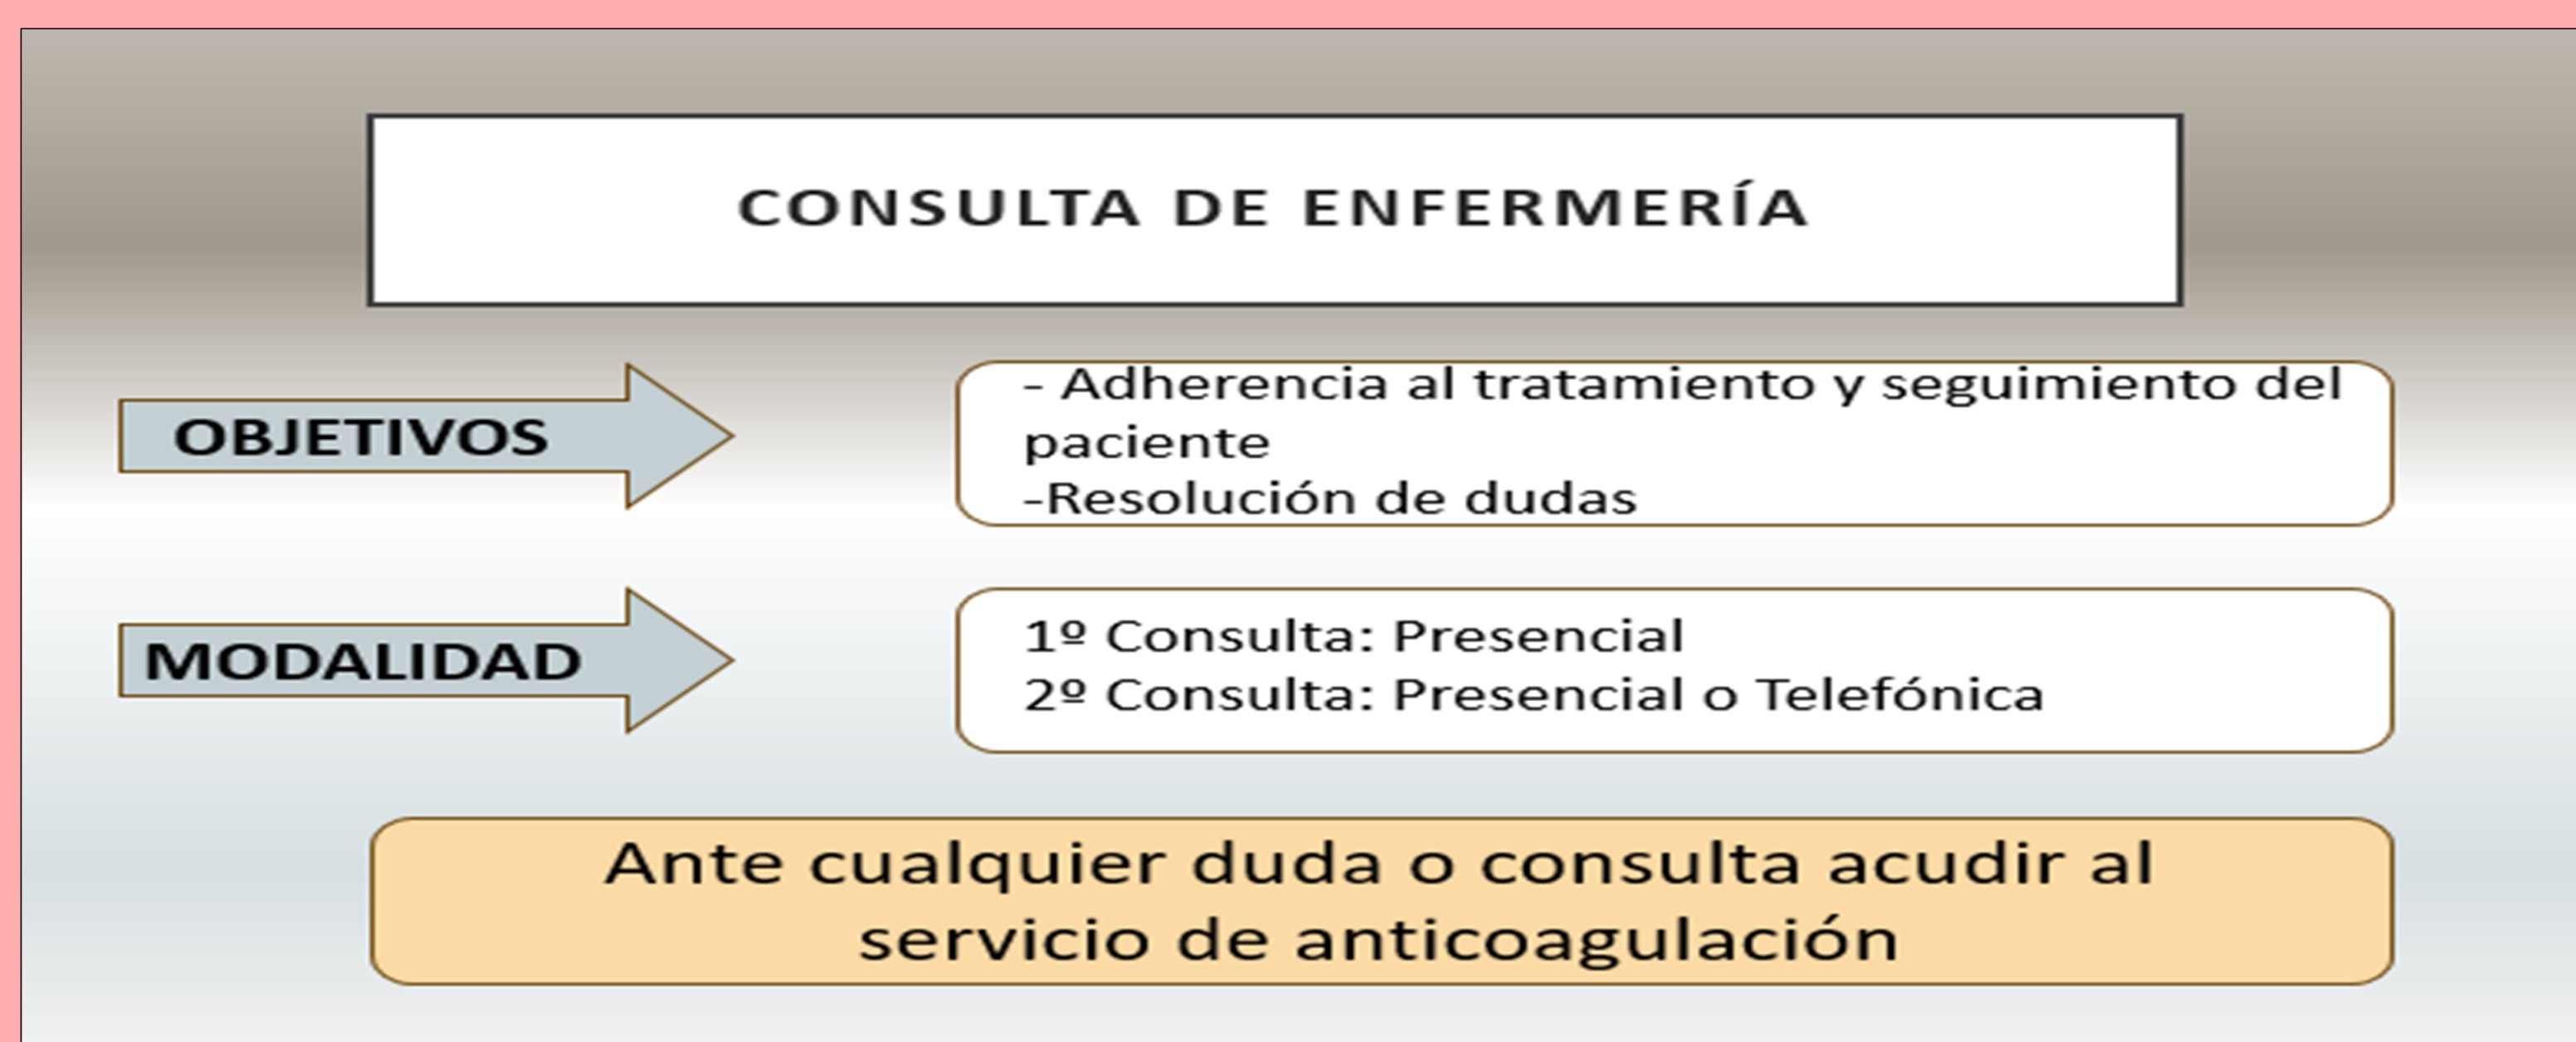 CONSULTA DE ENFERMERÍA
OBJETIVOS
- Adherencia al tratamiento y seguimiento del
paciente
-Resolución de dudas
MODALIDAD
1º Consulta: Presencial
2º Consulta: Presencial o Telefónica
Ante cualquier duda o consulta acudir al
servicio de anticoagulación